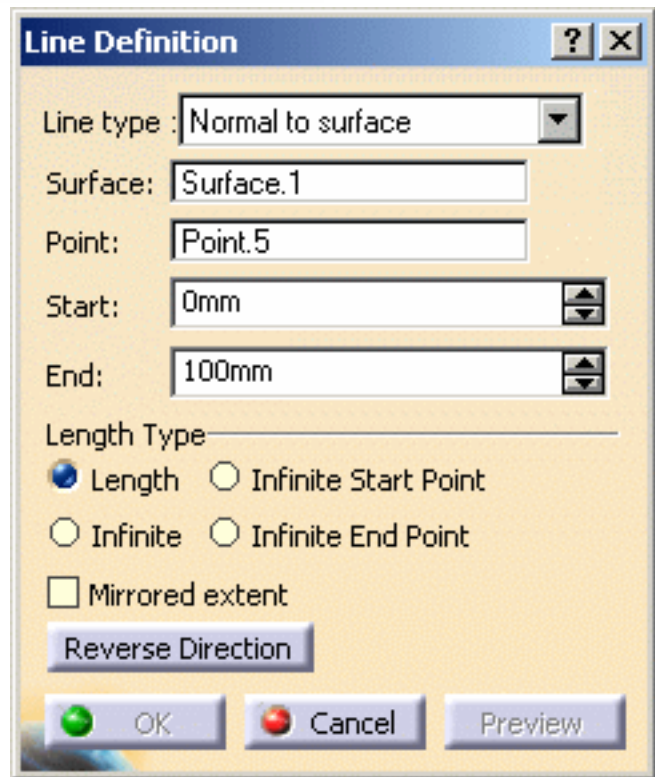 Line Definition ? X
Line type : Normal to surface
Surface: Surface.1
Point: Point.5
Start: 0mm
End: 100mm
Length Type
Length Infinite Start Point
Infinite Infinite End Point
Mirrored extent
Reverse Direction
OK Cancel Preview